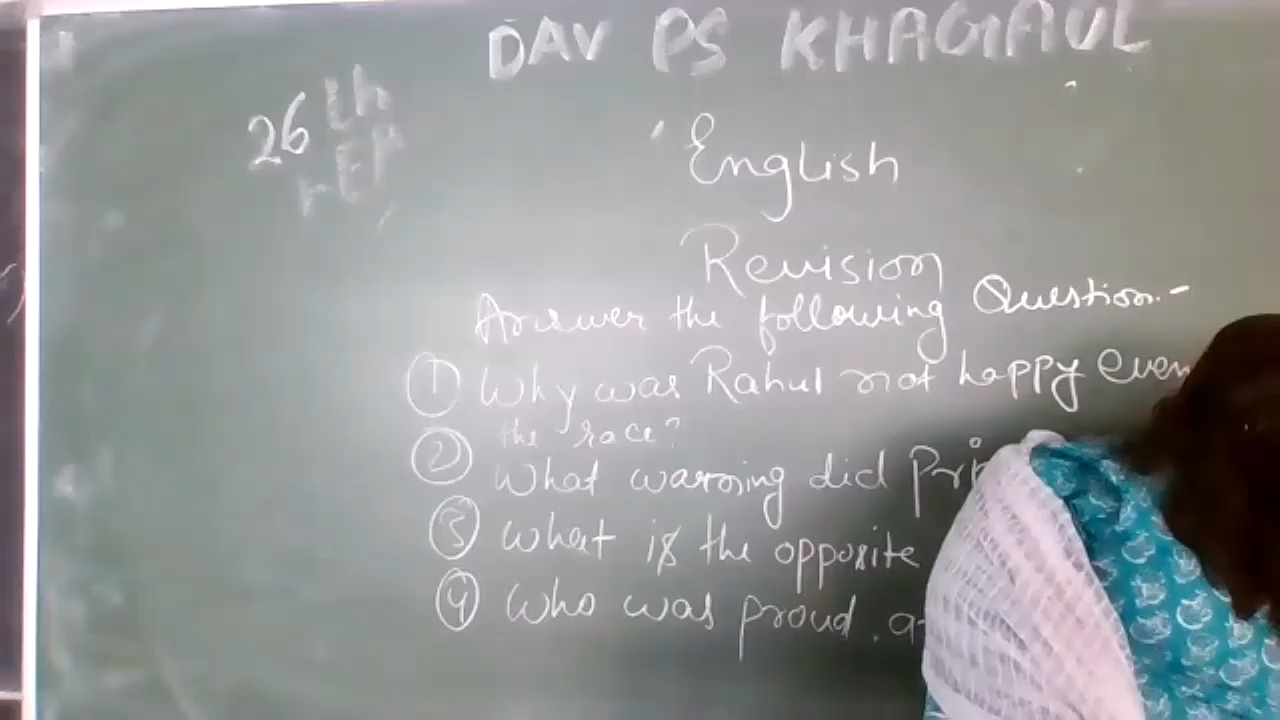 DAV PS KHAGAUL
26th
English
Revision
Answer the following Question.-
① Why was Rahul not happy even
the race?
② What warning did Pri
③ What is the opposite
④ Who was proud